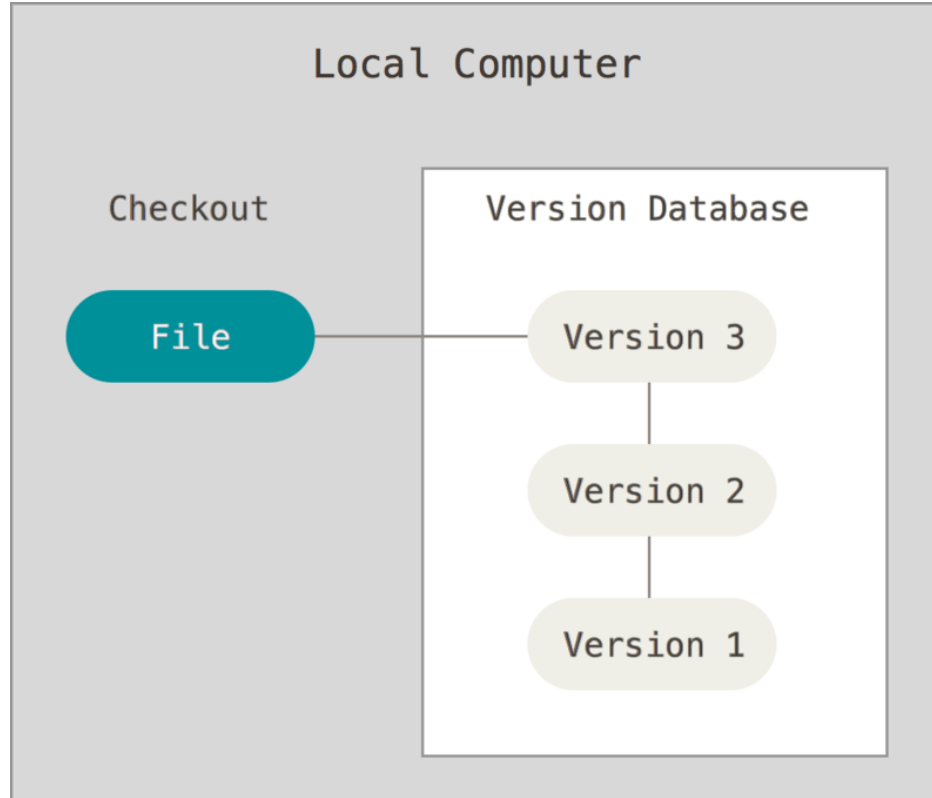 Local Computer
Checkout
Version Database
File
Version 3
Version 2
Version 1